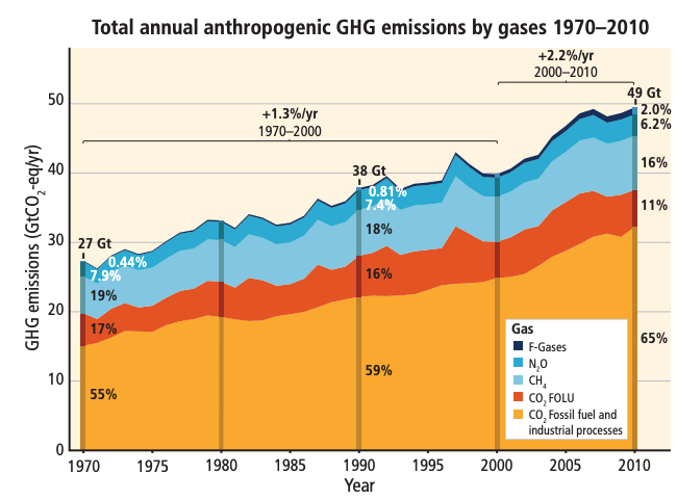 Total annual anthropogenic GHG emissions by gases 1970–2010
GHG emissions (GtCO2-eq/yr)
50
40
30
20
10
0
+1.3%/yr
1970–2000
+2.2%/yr
2000–2010
27 Gt
0.44%
7.9%
19%
17%
55%
38 Gt
0.81%
7.4%
18%
16%
59%
49 Gt
2.0%
6.2%
16%
11%
65%
Gas
F-Gases
N2O
CH4
CO2 FOLU
CO2 Fossil fuel and
industrial processes
1970
1975
1980
1985
1990
1995
2000
2005
2010
Year